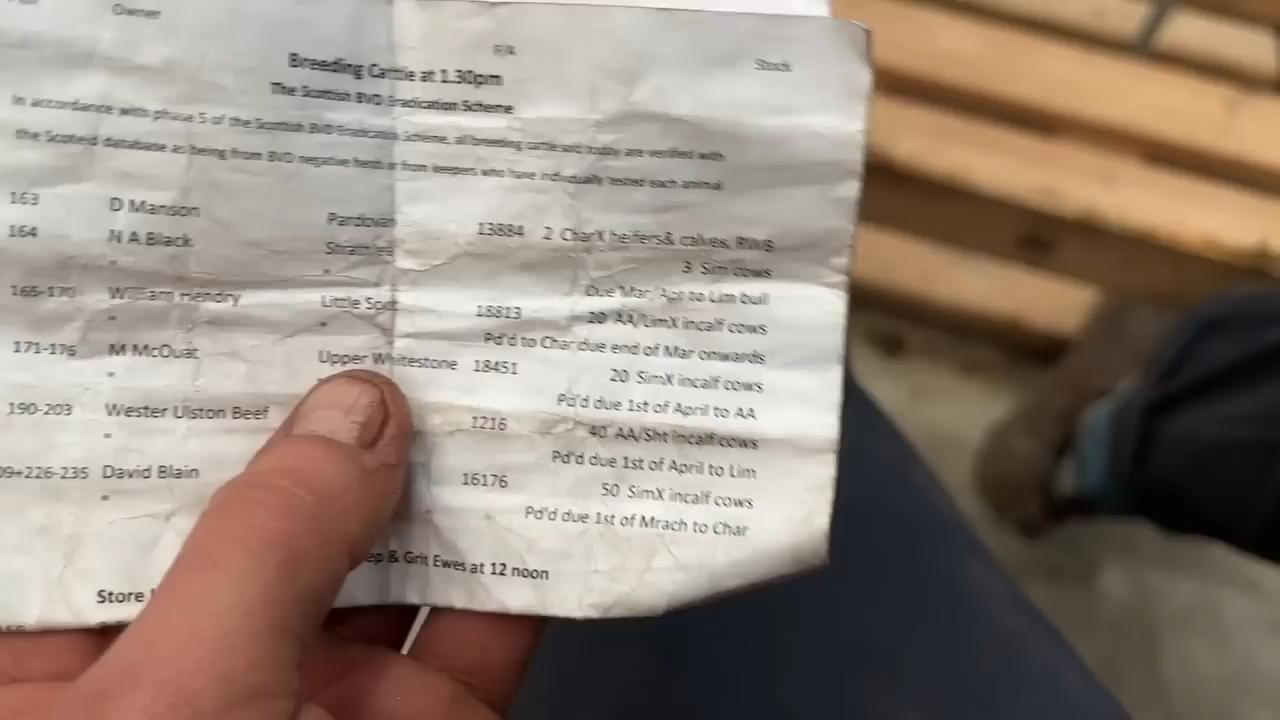 Owner
F/A
Stock
Breeding Cattle at 1.30pm
The Scottish BVD Eradication Scheme
In accordance with phase 5 of the Scottish BVD Eradication Scheme, all breeding cattle sold today are verified with
the ScotEid database as being from BVD negative herds or from keepers who have individually tested each animal
163 D Manson Pardovan 13884 2 CharX heifers& calves,
164 N A Black 3 Sim cows
" " Due Mar/Apr to Lim bull
165-170 William Hendry Little 18813 20 AA/LimX incalf cows
" " Pd'd to Char due end of Mar onwards
171-176 M McOuat Upper Whitestone 18451 20 SimX incalf cows
" Pd'd due 1st of April to AA
190-203 Wester Ulston Beef 1216 40 AA/Sht incalf cows
" Pd'd due 1st of April to Lim
09+226-235 David Blain 16176 50 SimX incalf cows
" Pd'd due 1st of Mrach to Char
Store ep & Grit Ewes at 12 noon